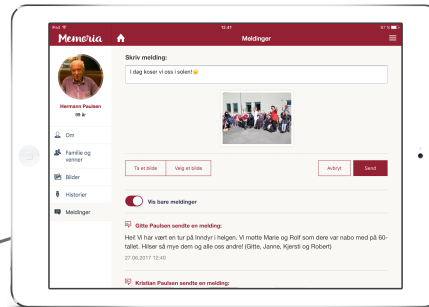 iPad
12.41
97 %
Memoria
Meldinger
Hermann Paulsen
99 år
Om
Familie og
venner
Bilder
Historier
Meldinger
Skriv melding:
I dag koser vi oss i solen!
Ta et bilde
Velg et bilde
Avbryt
Send
Vis bare meldinger
Gitte Paulsen sendte en melding:
Hei! Vi har vært en tur på Inndyr i helgen. Vi møtte Marie og Rolf som dere var nabo med på 60-
tallet. Hilser så mye dem og alle oss andre! (Gitte, Janne, Kjersti og Robert)
27.06.2017 12:40
Kristian Paulsen sendte en melding: